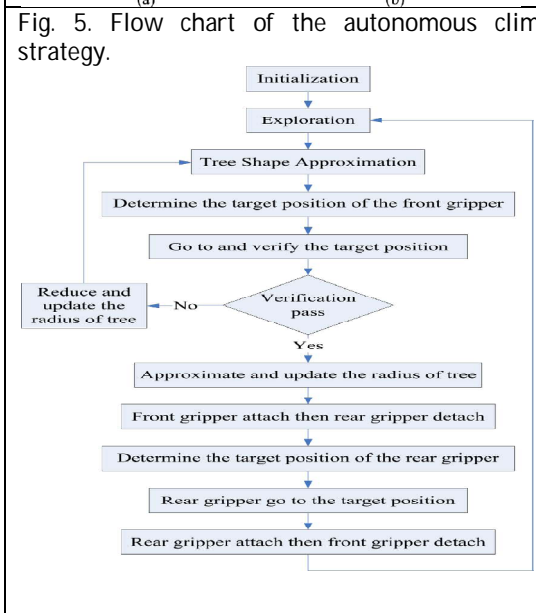 (a) (b)
Fig. 5. Flow chart of the autonomous clim
strategy.
Initialization
Exploration
Tree Shape Approximation
Determine the target position of the front gripper
Go to and verify the target position
Reduce and
update the
radius of tree
No
Verification
pass
Yes
Approximate and update the radius of tree
Front gripper attach then rear gripper detach
Determine the target position of the rear gripper
Rear gripper go to the target position
Rear gripper attach then front gripper detach